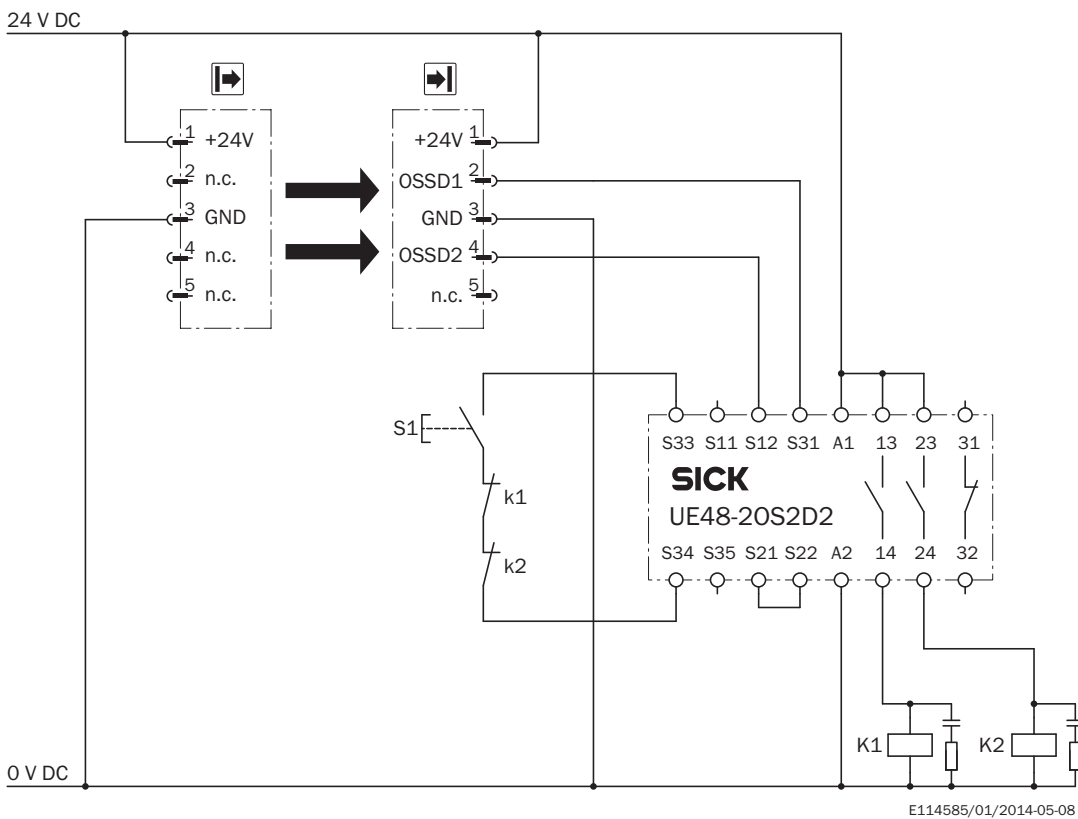 24 V DC
1 +24V
2 n.c.
3 GND
4 n.c.
5 n.c.
+24V 1
OSSD1 2
GND 3
OSSD2 4
n.c. 5
S1
k1
k2
S33 S11 S12 S31 A1 13 23 31
SICK
UE48-20S2D2
S34 S35 S21 S22 A2 14 24 32
K1
K2
0 V DC
E114585/01/2014-05-08